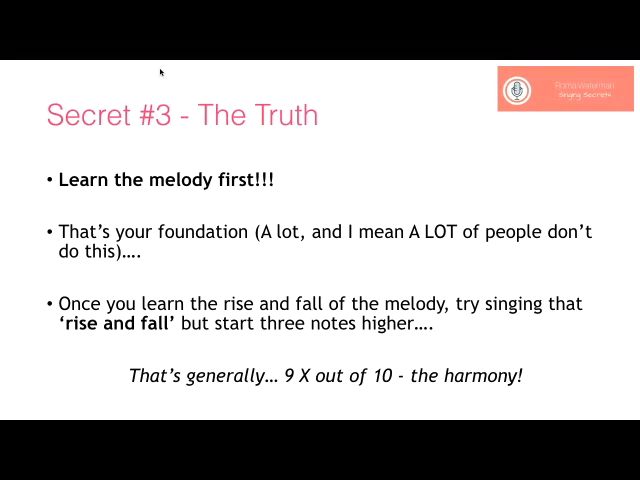 Roma Waterman
Singing Secrets
Secret #3 - The Truth
• Learn the melody first!!!
• That's your foundation (A lot, and I mean A LOT of people don't
do this)….
• Once you learn the rise and fall of the melody, try singing that
‘rise and fall’ but start three notes higher….
That's generally… 9 X out of 10 - the harmony!